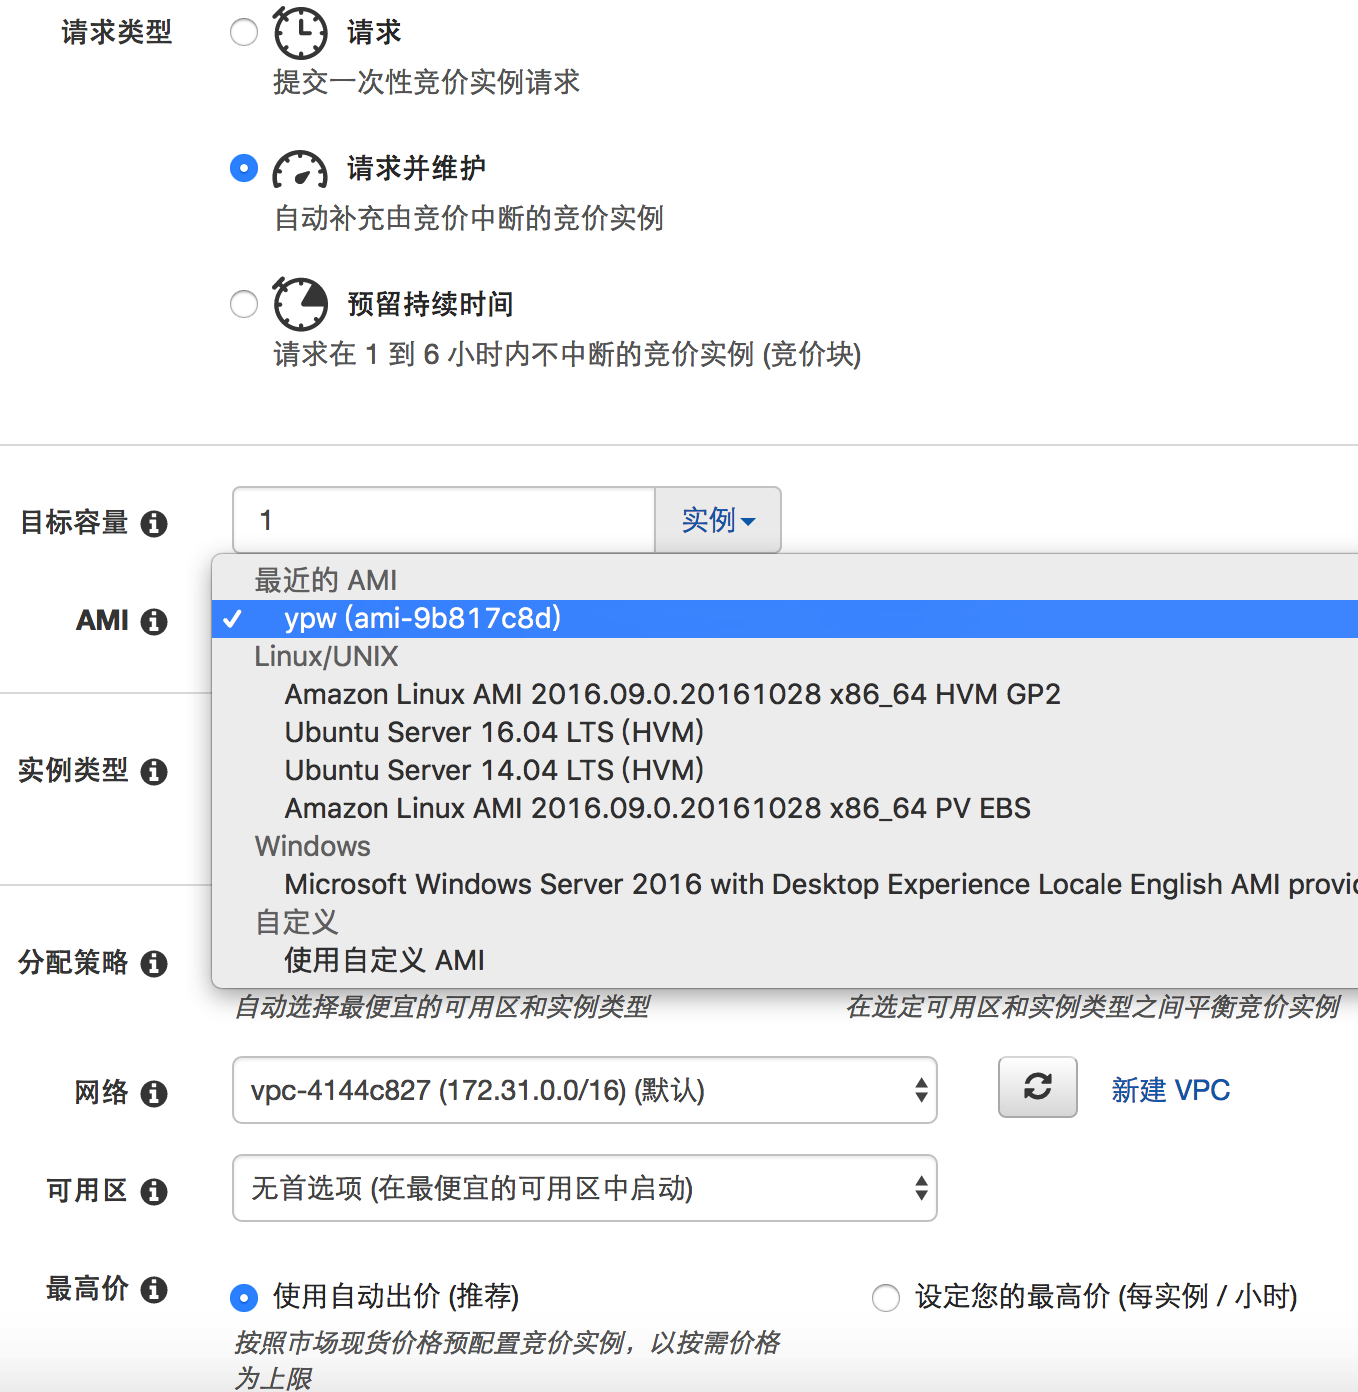 请求类型
请求
提交一次性竞价实例请求
请求并维护
自动补充由竞价中断的竞价实例
预留持续时间
请求在 1 到 6 小时内不中断的竞价实例 (竞价块)
目标容量
1
实例
最近的 AMI
AMI
ypw (ami-9b817c8d)
Linux/UNIX
Amazon Linux AMI 2016.09.0.20161028 x86_64 HVM GP2
Ubuntu Server 16.04 LTS (HVM)
实例类型
Ubuntu Server 14.04 LTS (HVM)
Amazon Linux AMI 2016.09.0.20161028 x86_64 PV EBS
Windows
Microsoft Windows Server 2016 with Desktop Experience Locale English AMI provi
自定义
分配策略
使用自定义 AMI
自动选择最便宜的可用区和实例类型
在选定可用区和实例类型之间平衡竞价实例
网络
vpc-4144c827 (172.31.0.0/16) (默认)
新建 VPC
可用区
无首选项 (在最便宜的可用区中启动)
最高价
使用自动出价 (推荐)
设定您的最高价 (每实例 / 小时)
按照市场现货价格预配置竞价实例，以按需价格
为上限